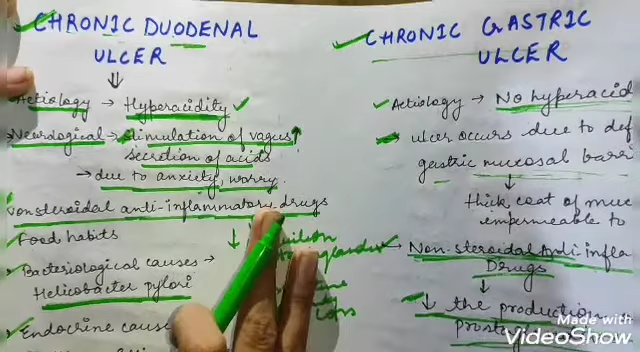 CHRONIC DUODENAL
ULCER
Aetiology → Hyperacidity
Neurological → Stimulation of vagus ↑
secretion of acids
→ due to anxiety, worry
Nonsteroidal anti-inflammatory drugs
Food habits
Bacteriological causes →
Helicobacter pylori
Endocrine cause
CHRONIC GASTRIC
ULCER
Aetiology → No hyperacid
ulcer occurs due to def
gastric mucosal barri
thick coat of muc
impermeable to
Non-steroidal Anti-infla
Drugs
↓ the production
Made with
VideoShow